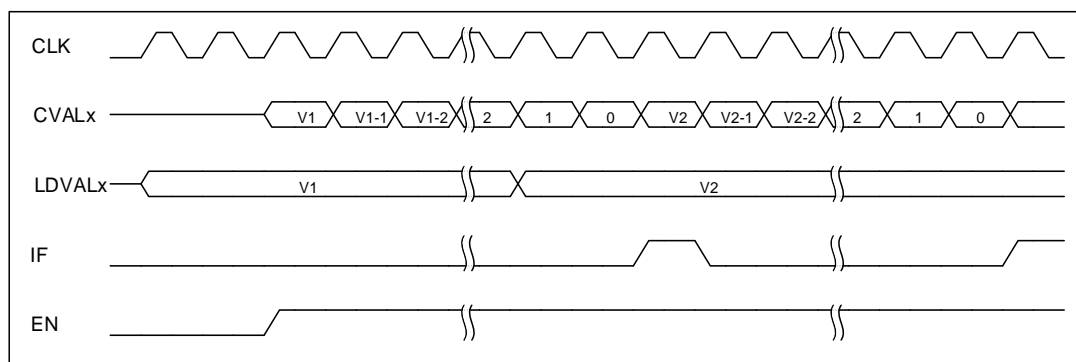 CLK
CVALx V1 V1-1 V1-2 2 1 0 V2 V2-1 V2-2 2 1 0
LDVALx V1 V2
IF
EN